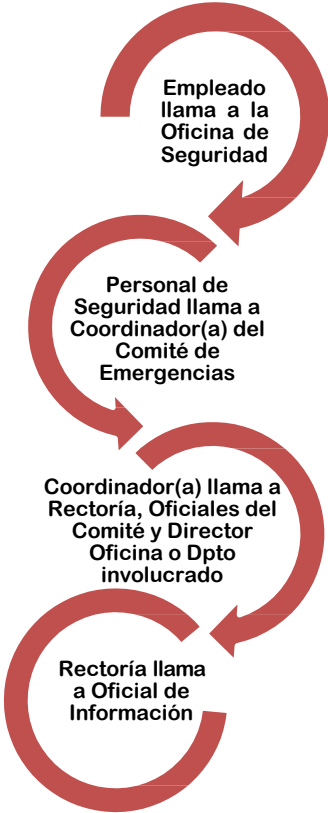 Empleado
llama a la
Oficina de
Seguridad
Personal de
Seguridad llama a
Coordinador(a) del
Comité de
Emergencias
Coordinador(a) llama a
Rectoría, Oficiales del
Comité y Director
Oficina o Dpto
involucrado
Rectoría llama
a Oficial de
Información